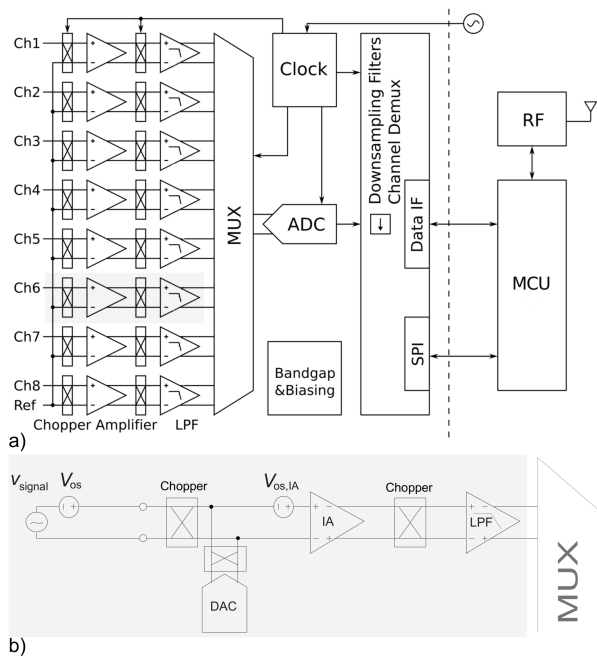 Ch1
Ch2
Ch3
Ch4
Ch5
Ch6
Ch7
Ch8
Ref
+
−
+
−
+
−
+
−
+
−
+
−
+
−
+
−
+
−
+
−
+
−
+
−
+
−
+
−
+
−
+
−
Chopper Amplifier LPF
MUX
Clock
ADC
Bandgap
&Biasing
Downsampling Filters
Channel Demux
↓
Data IF
SPI
RF
MCU
a)
vsignal
Vos
Chopper
DAC
Vos,IA
+ −
− +
IA
Chopper
+ −
− +
LPF
MUX
b)